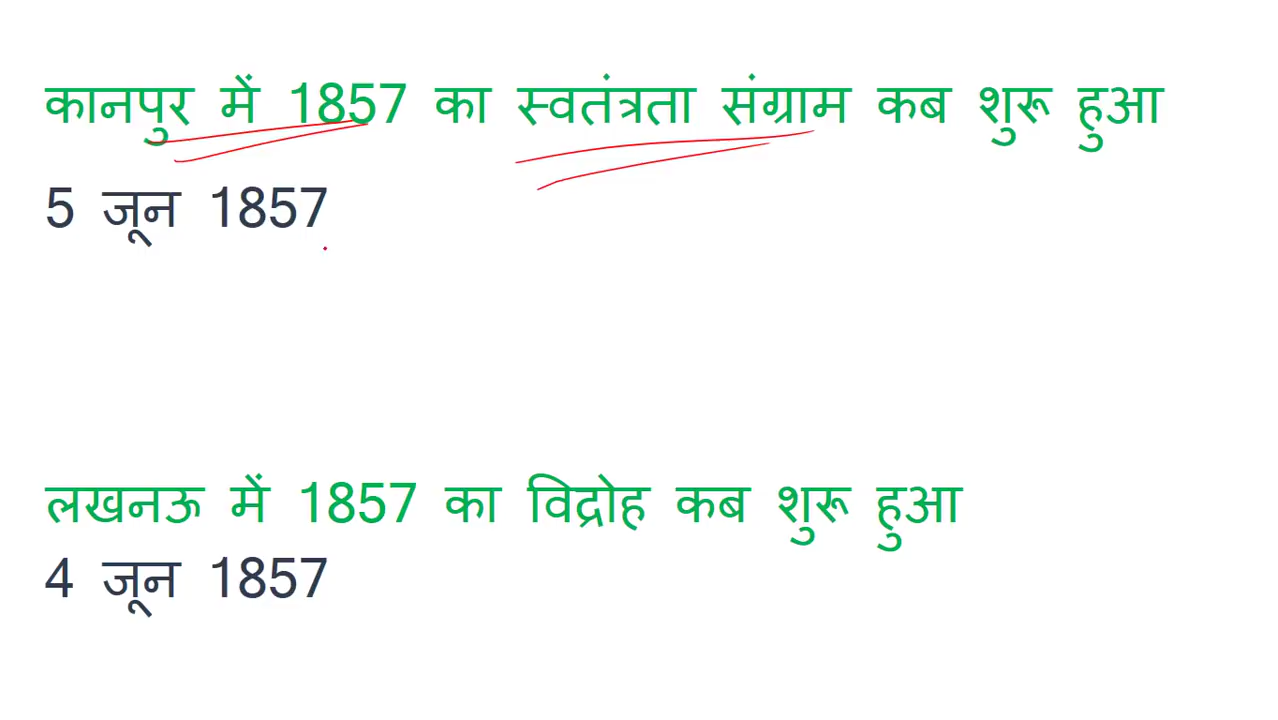 कानपुर में 1857 का स्वतंत्रता संग्राम कब शुरू हुआ
5 जून 1857
लखनऊ में 1857 का विद्रोह कब शुरू हुआ
4 जून 1857